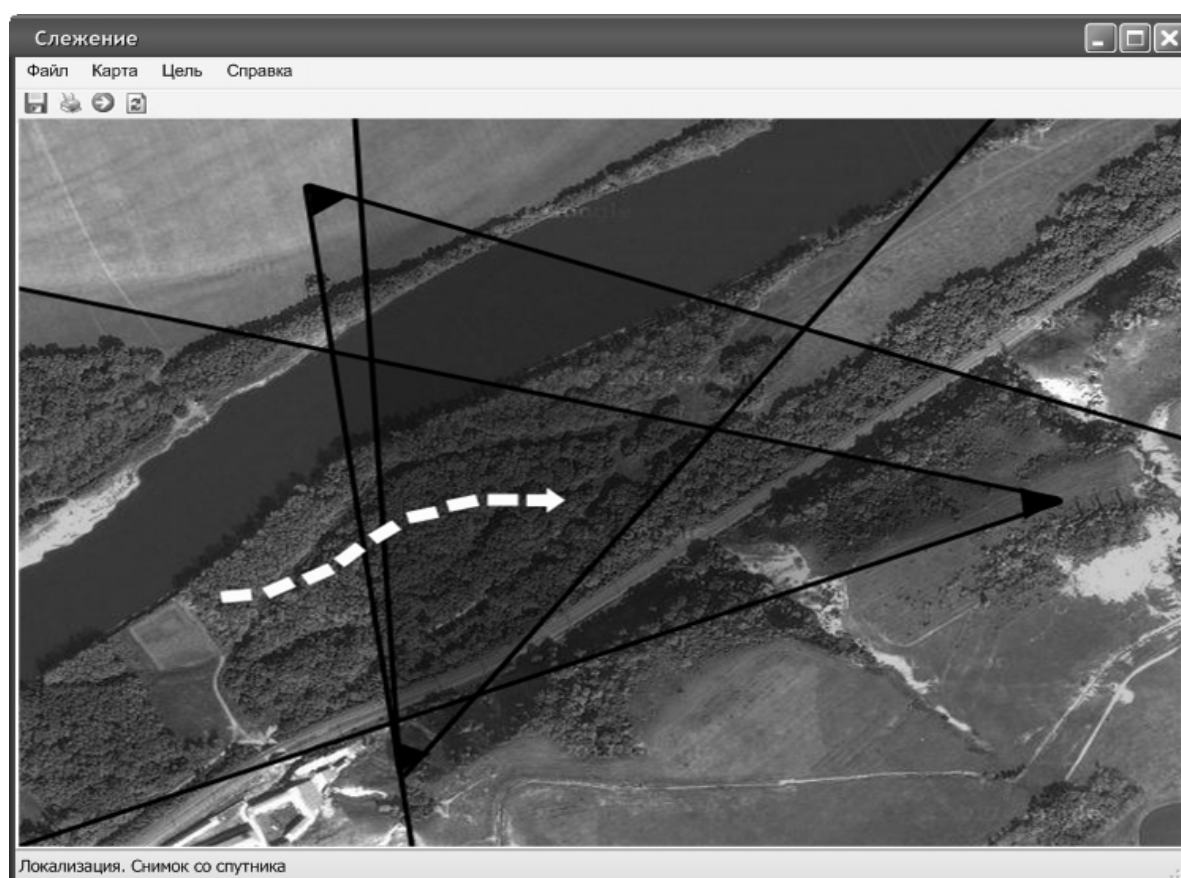 Слежение
Файл Карта Цель Справка
Локализация. Снимок со спутника